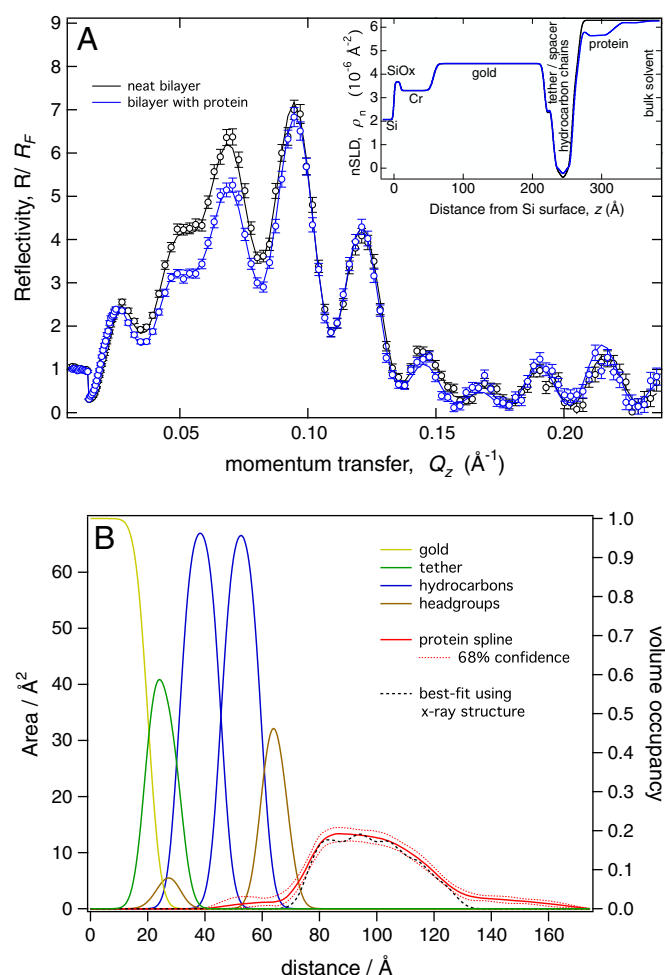 A
Reflectivity, R/ R_F
9
8
7
6
5
4
3
2
1
0
neat bilayer
bilayer with protein
0.05
0.10
0.15
0.20
momentum transfer, Q_z (Å⁻¹)
nSLD, ρ_n (10⁻⁶ Å⁻²)
6
5
4
3
2
1
0
Si
SiOx
Cr
gold
tether / spacer
hydrocarbon chains
protein
bulk solvent
0
100
200
300
Distance from Si surface, z (Å)
B
Area / Å²
60
50
40
30
20
10
0
gold
tether
hydrocarbons
headgroups
protein spline
68% confidence
best-fit using
x-ray structure
1.0
0.9
0.8
0.7
0.6
0.5
0.4
0.3
0.2
0.1
0.0
volume occupancy
0
20
40
60
80
100
120
140
160
distance / Å